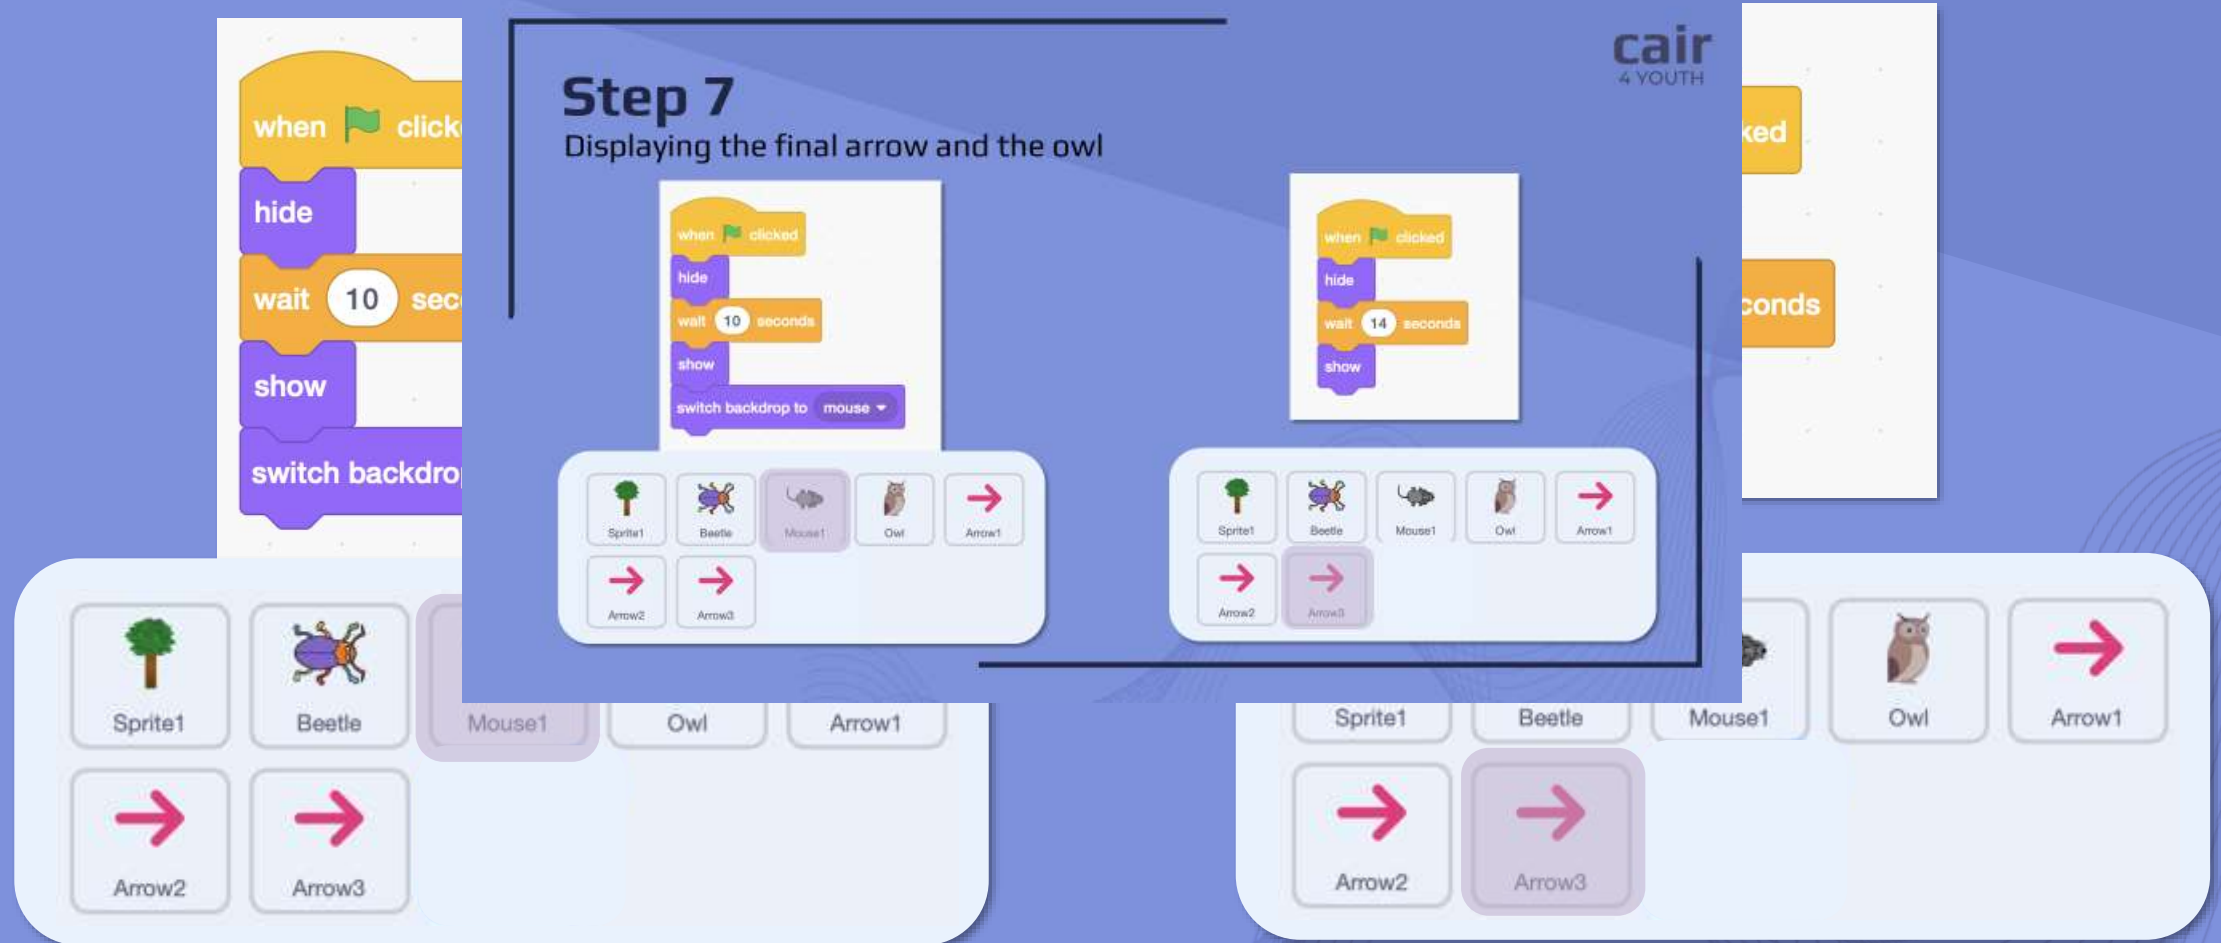 cair
4 YOUTH
Step 7
Displaying the final arrow and the owl
when clicked
hide
wait 10 seconds
show
switch backdrop to mouse
Sprite1 Beetle Mouse1 Owl Arrow1
Arrow2 Arrow3
when clicked
hide
wait 14 seconds
show
Sprite1 Beetle Mouse1 Owl Arrow1
Arrow2 Arrow3
when click
hide
wait 10 sec
show
switch backdro
Sprite1 Beetle Mouse1 Owl Arrow1
Arrow2 Arrow3
ked
conds
Sprite1 Beetle Mouse1 Owl Arrow1
Arrow2 Arrow3